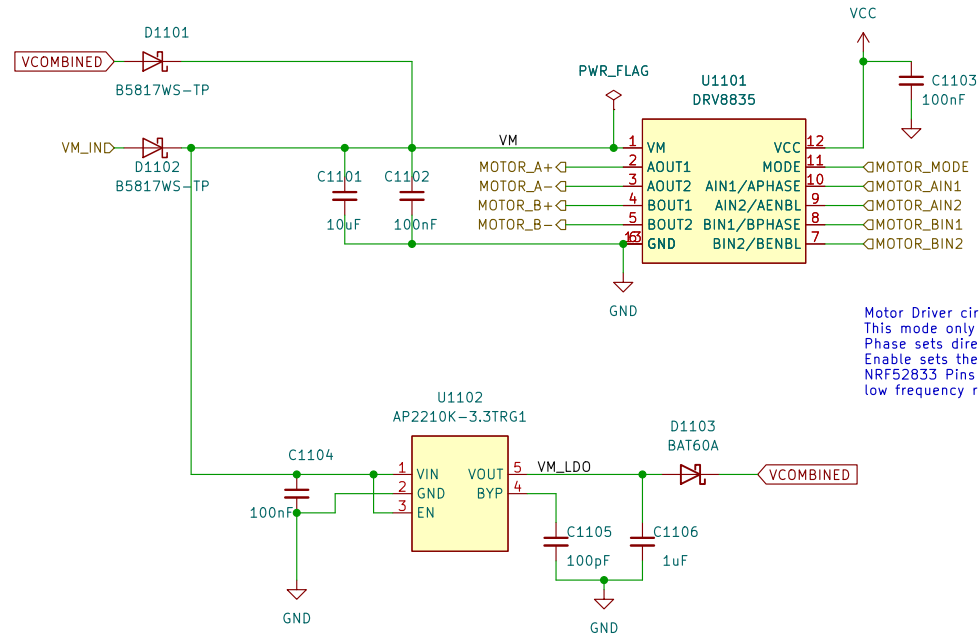 D1101
VCOMBINED
B5817WS-TP
VM_IN
D1102
B5817WS-TP
C1101
10uF
C1102
100nF
VM
PWR_FLAG
U1101
DRV8835
1 VM
2 AOUT1
3 AOUT2
4 BOUT1
5 BOUT2
GND
MOTOR_A+
MOTOR_A-
MOTOR_B+
MOTOR_B-
VCC 12
MODE 11
AIN1/APHASE 10
AIN2/AENBL 9
BIN1/BPHASE 8
BIN2/BENBL 7
MOTOR_MODE
MOTOR_AIN1
MOTOR_AIN2
MOTOR_BIN1
MOTOR_BIN2
VCC
C1103
100nF
GND
Motor Driver cir
This mode only
Phase sets dire
Enable sets the
NRF52833 Pins
low frequency r
U1102
AP2210K-3.3TRG1
C1104
100nF
GND
1 VIN
2 GND
3 EN
VOUT 5
BYP 4
VM_LDO
D1103
BAT60A
VCOMBINED
C1105
100pF
C1106
1uF
GND